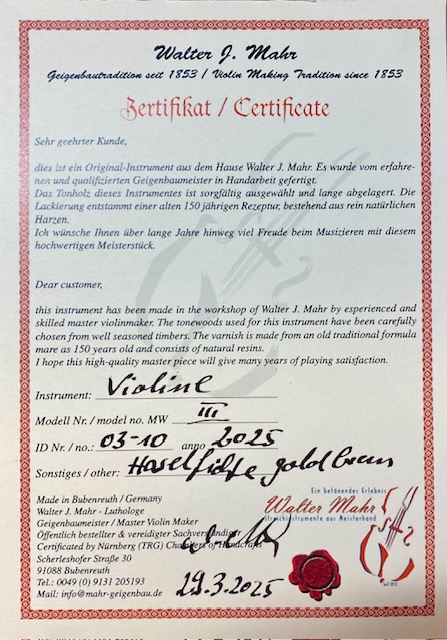 Walter J. Mahr
Geigenbautradition seit 1853 / Violin Making Tradition since 1853
Zertifikat / Certificate
Sehr geehrter Kunde,
dies ist ein Original-Instrument aus dem Hause Walter J. Mahr. Es wurde vom erfahre-
nen und qualifizierten Geigenbaumeister in Handarbeit gefertigt.
Das Tonholz dieses Instrumentes ist sorgfältig ausgewählt und lange abgelagert. Die
Lackierung entstammt einer alten 150 jährigen Rezeptur, bestehend aus rein natürlichen
Harzen.
Ich wünsche Ihnen über lange Jahre hinweg viel Freude beim Musizieren mit diesem
hochwertigen Meisterstück.
Dear customer,
this instrument has been made in the workshop of Walter J. Mahr by experienced and
skilled master violinmaker. The tonewoods used for this instrument have been carefully
chosen from well seasoned timbers. The varnish is made from an old traditional formula
mare as 150 years old and consists of natural resins.
I hope this high-quality master piece will give many years of playing satisfaction.
Instrument: Violine
Modell Nr. / model no. MW III
ID Nr. / no.: 03-10 anno 2025
Sonstiges / other: Haselfichte goldbraun
Made in Bubenreuth / Germany
Walter J. Mahr - Luthologe
Geigenbaumeister / Master Violin Maker
Öffentlich bestellter & vereidigter Sachverständiger
Certificated by Nürnberg (TRG) Chambers of Handcrafts
Scherleshofer Straße 30
91088 Bubenreuth
Tel.: 0049 (0) 9131 205193
Mail: info@mahr-geigenbau.de
Ein betönendes Erlebnis
Walter Mahr
Streichinstrumente aus Meisterhand
seit 1853
29.3.2025